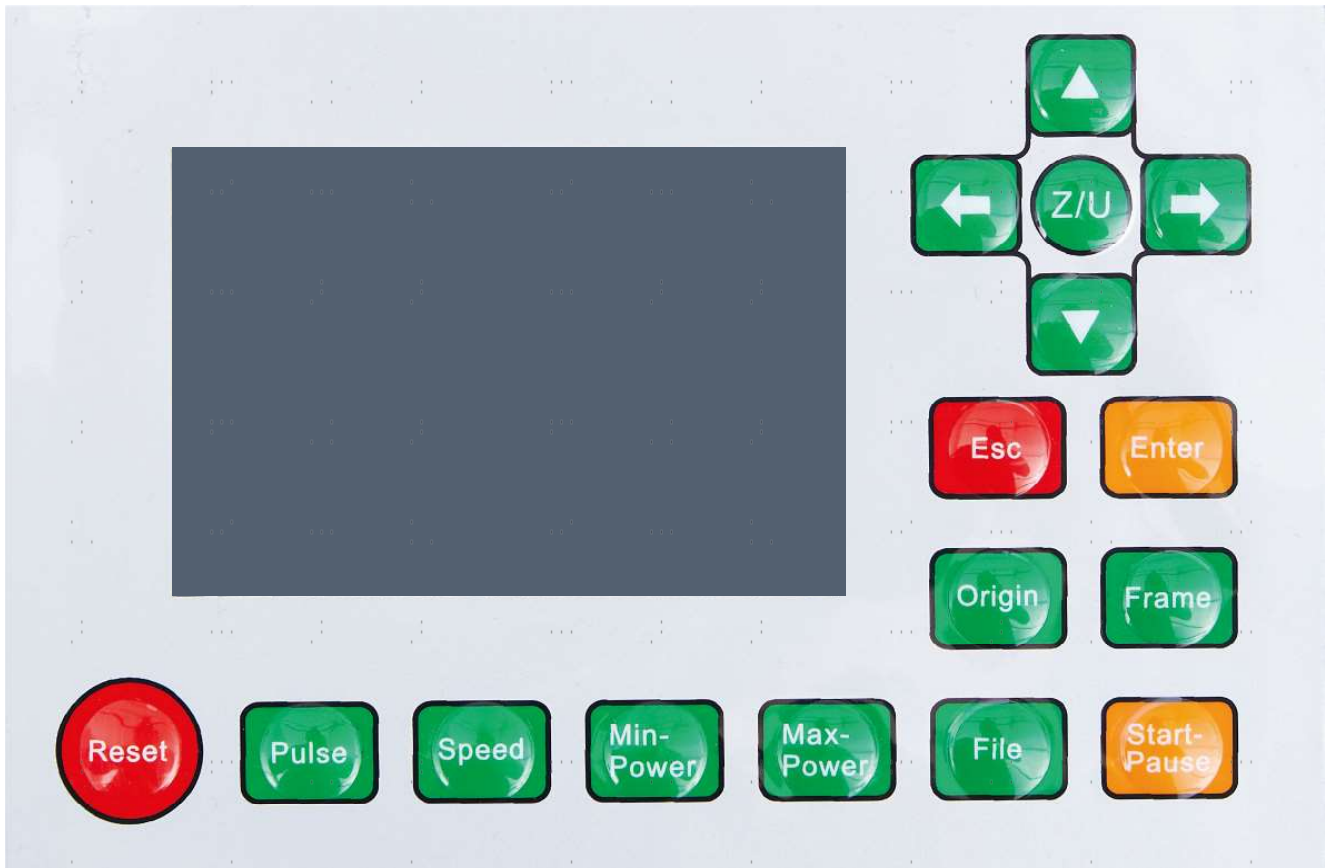 Z/U
Esc
Enter
Origin
Frame
Reset
Pulse
Speed
Min-
Power
Max-
Power
File
Start-
Pause